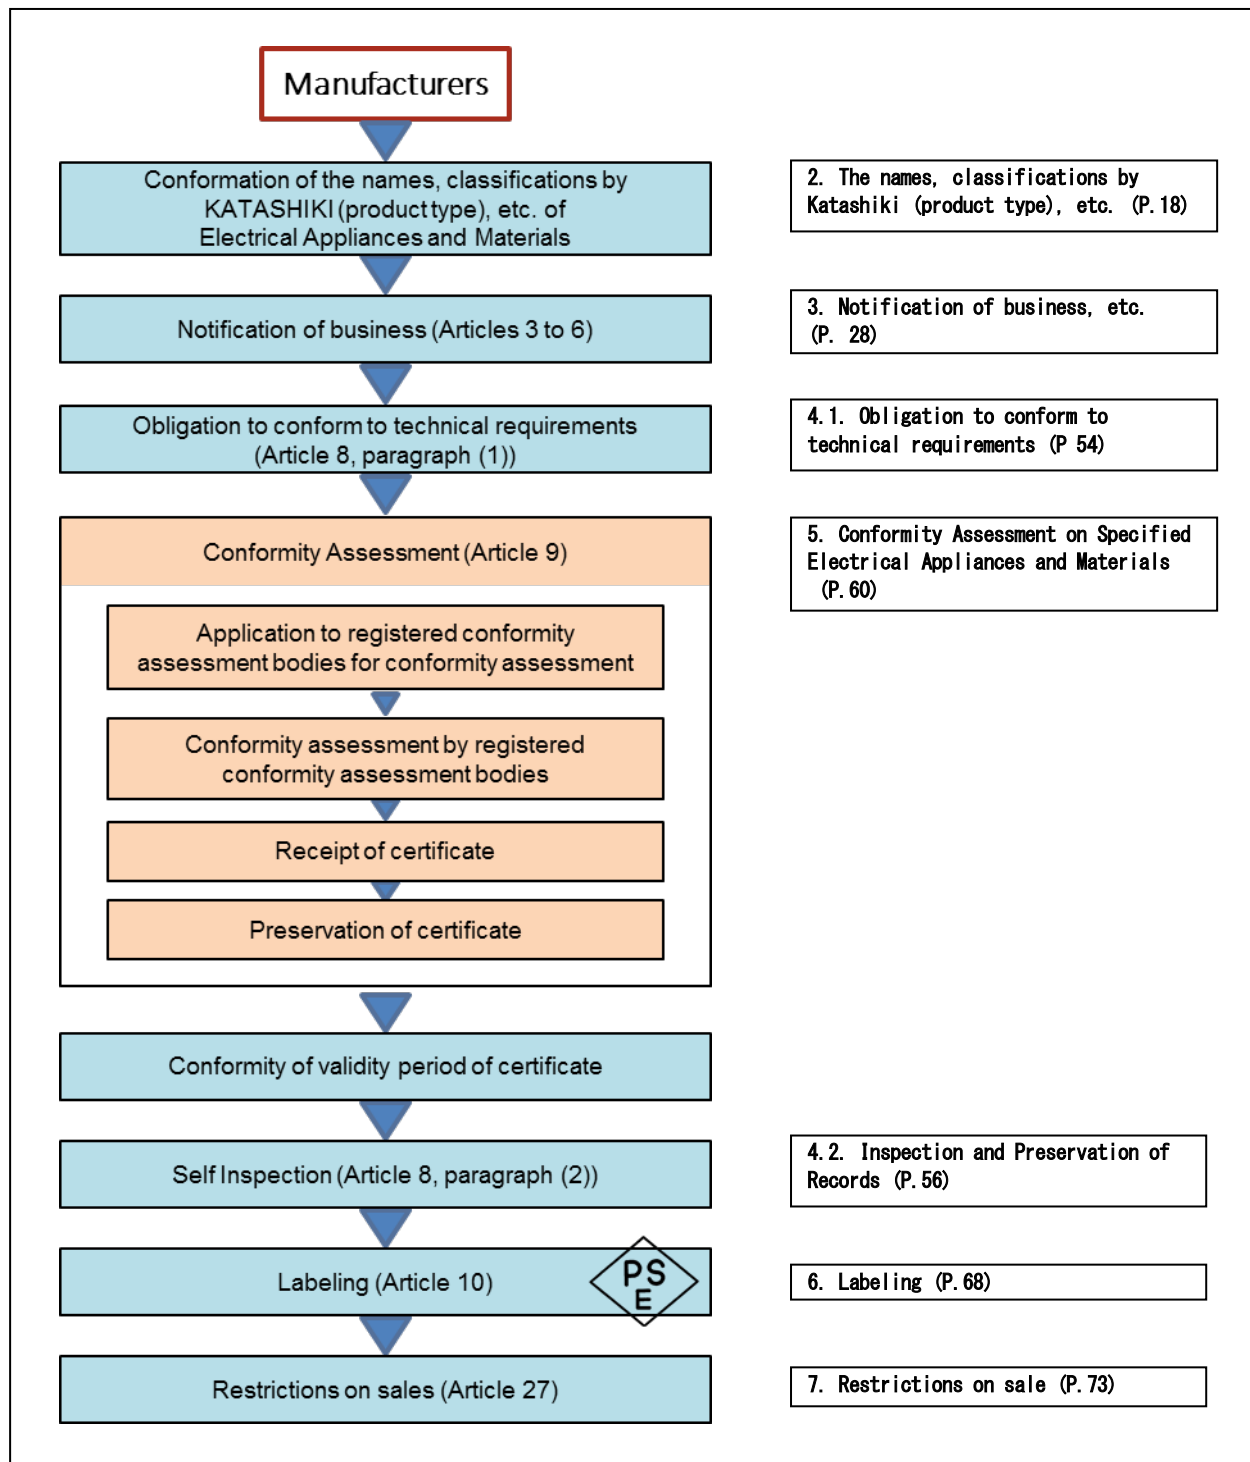 Manufacturers
Conformation of the names, classifications by
KATASHIKI (product type), etc. of
Electrical Appliances and Materials
2. The names, classifications by
Katashiki (product type), etc. (P.18)
Notification of business (Articles 3 to 6)
3. Notification of business, etc.
(P. 28)
Obligation to conform to technical requirements
(Article 8, paragraph (1))
4.1. Obligation to conform to
technical requirements (P 54)
Conformity Assessment (Article 9)
5. Conformity Assessment on Specified
Electrical Appliances and Materials
(P.60)
Application to registered conformity
assessment bodies for conformity assessment
Conformity assessment by registered
conformity assessment bodies
Receipt of certificate
Preservation of certificate
Conformity of validity period of certificate
Self Inspection (Article 8, paragraph (2))
4.2. Inspection and Preservation of
Records (P.56)
Labeling (Article 10)
PS
E
6. Labeling (P.68)
Restrictions on sales (Article 27)
7. Restrictions on sale (P.73)